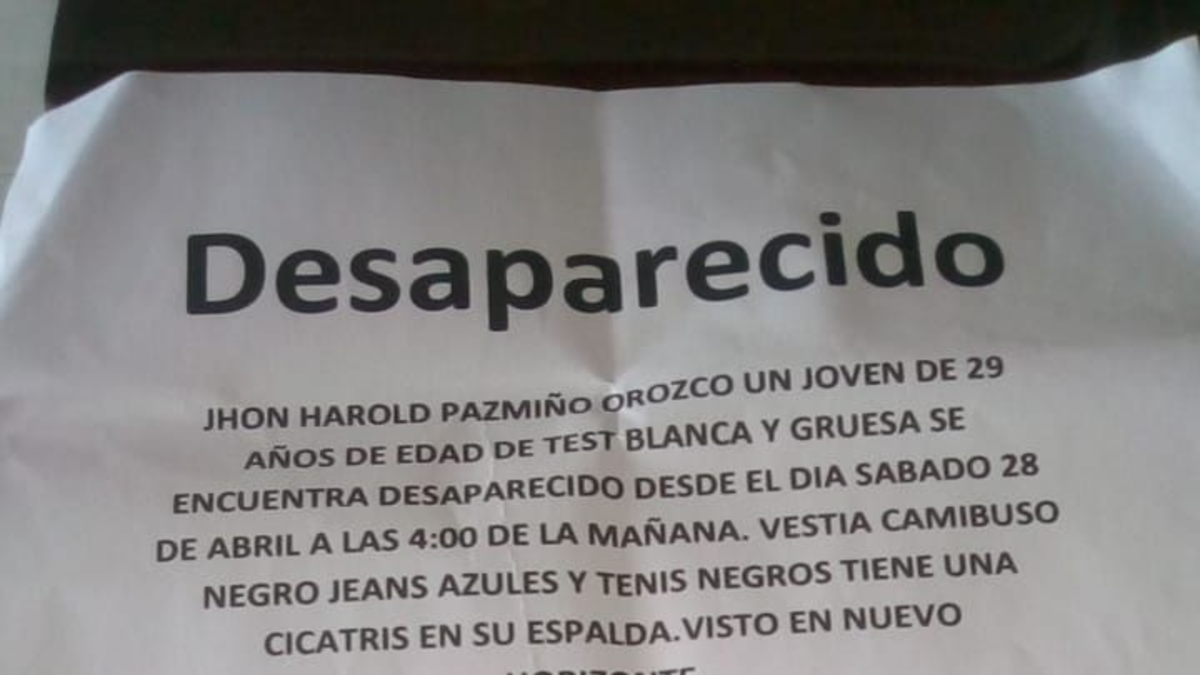 Desaparecido
JHON HAROLD PAZMIÑO OROZCO UN JOVEN DE 29
AÑOS DE EDAD DE TEST BLANCA Y GRUESA SE
ENCUENTRA DESAPARECIDO DESDE EL DIA SABADO 28
DE ABRIL A LAS 4:00 DE LA MAÑANA. VESTIA CAMIBUSO
NEGRO JEANS AZULES Y TENIS NEGROS TIENE UNA
CICATRIS EN SU ESPALDA.VISTO EN NUEVO